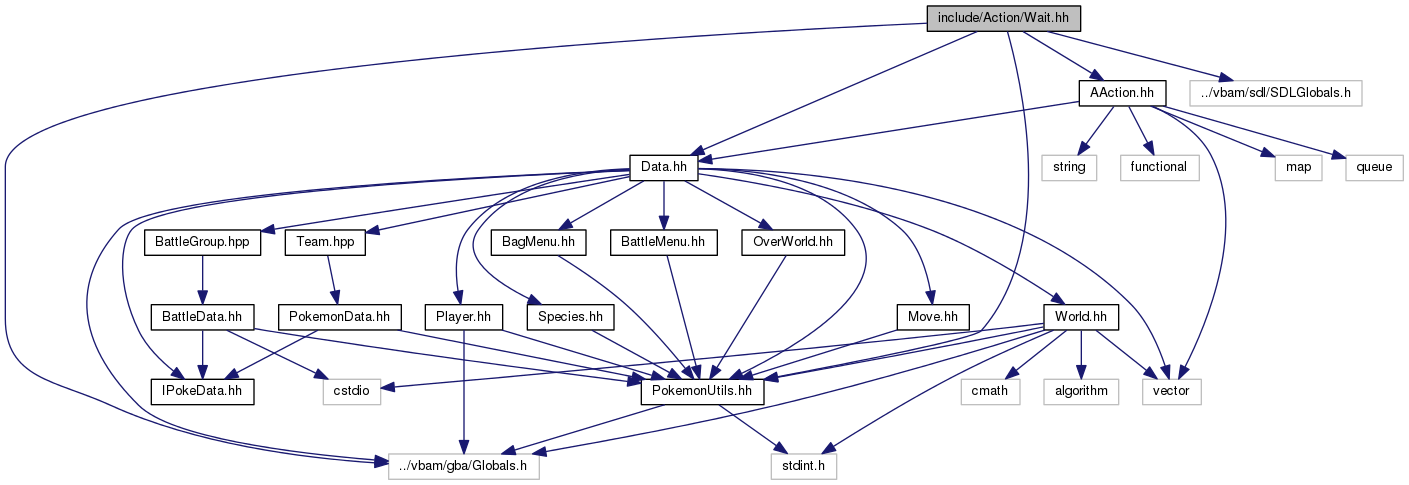 include/Action/Wait.hh
AAction.hh
../vbam/sdl/SDLGlobals.h
Data.hh
string
functional
map
queue
BattleGroup.hpp
Team.hpp
BagMenu.hh
BattleMenu.hh
OverWorld.hh
BattleData.hh
PokemonData.hh
Player.hh
Species.hh
Move.hh
World.hh
IPokeData.hh
cstdio
PokemonUtils.hh
cmath
algorithm
vector
../vbam/gba/Globals.h
stdint.h